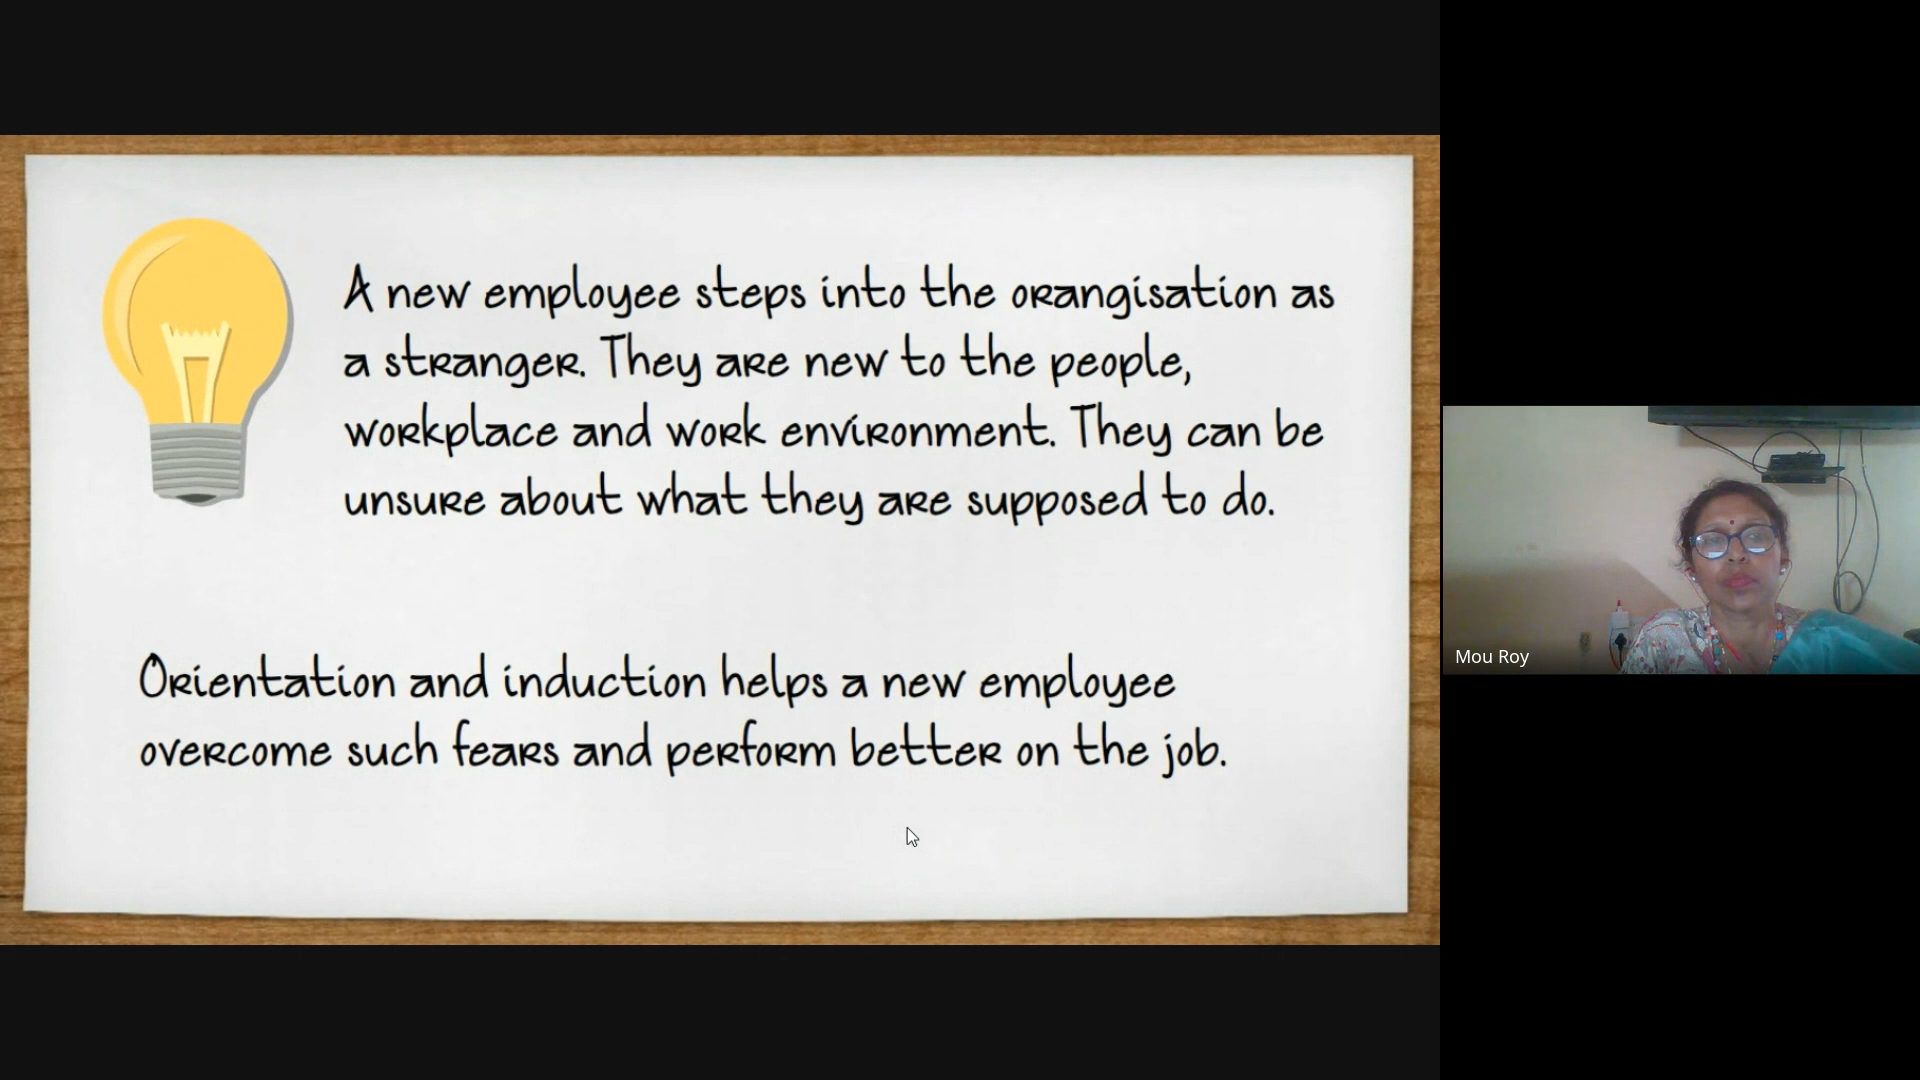 A new employee steps into the orangisation as
a stranger. They are new to the people,
workplace and work environment. They can be
unsure about what they are supposed to do.
Orientation and induction helps a new employee
overcome such fears and perform better on the job.
Mou Roy